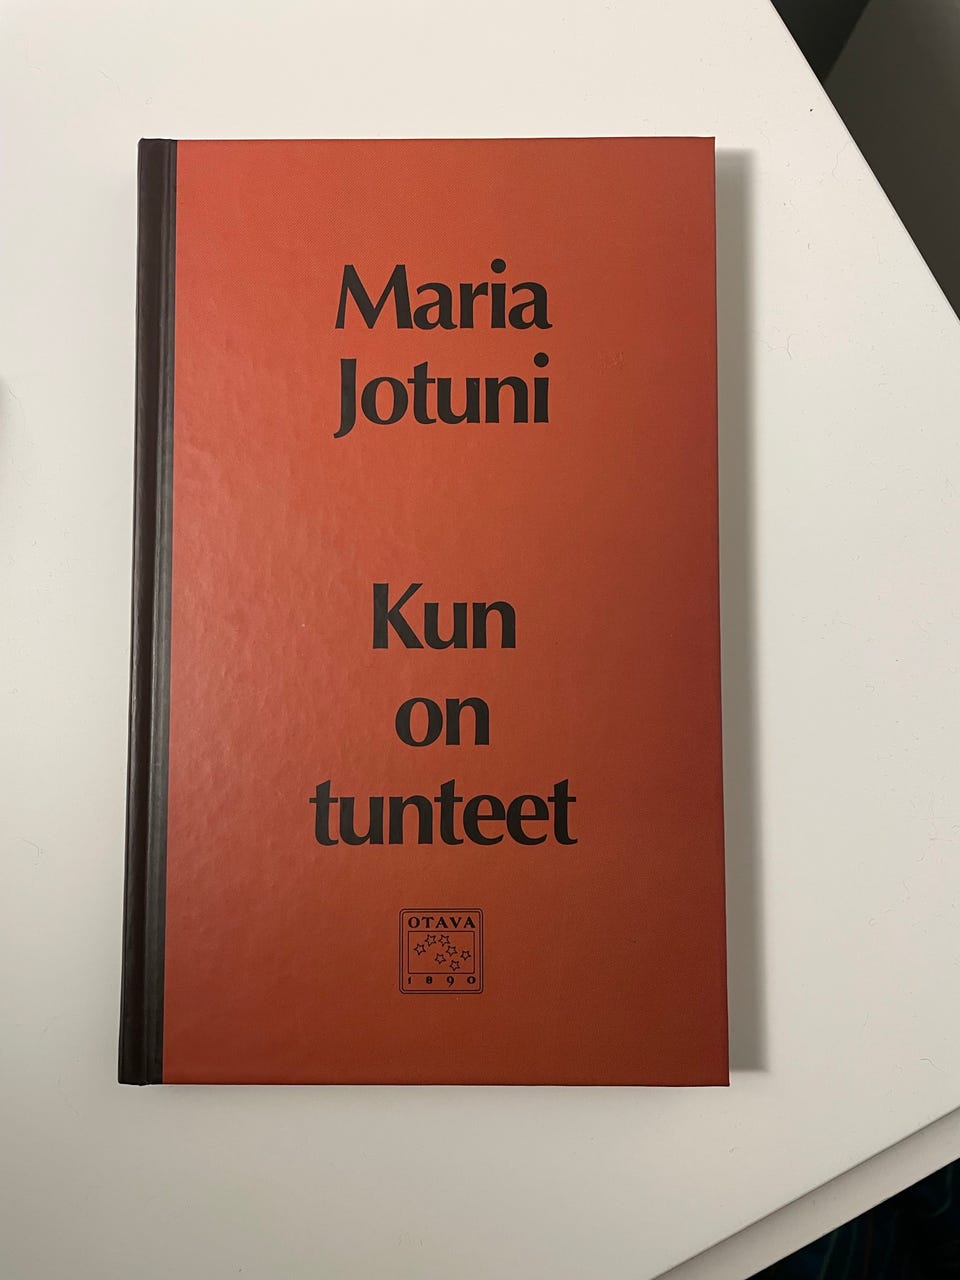 Maria
Jotuni
Kun
on
tunteet
OTAVA
1890